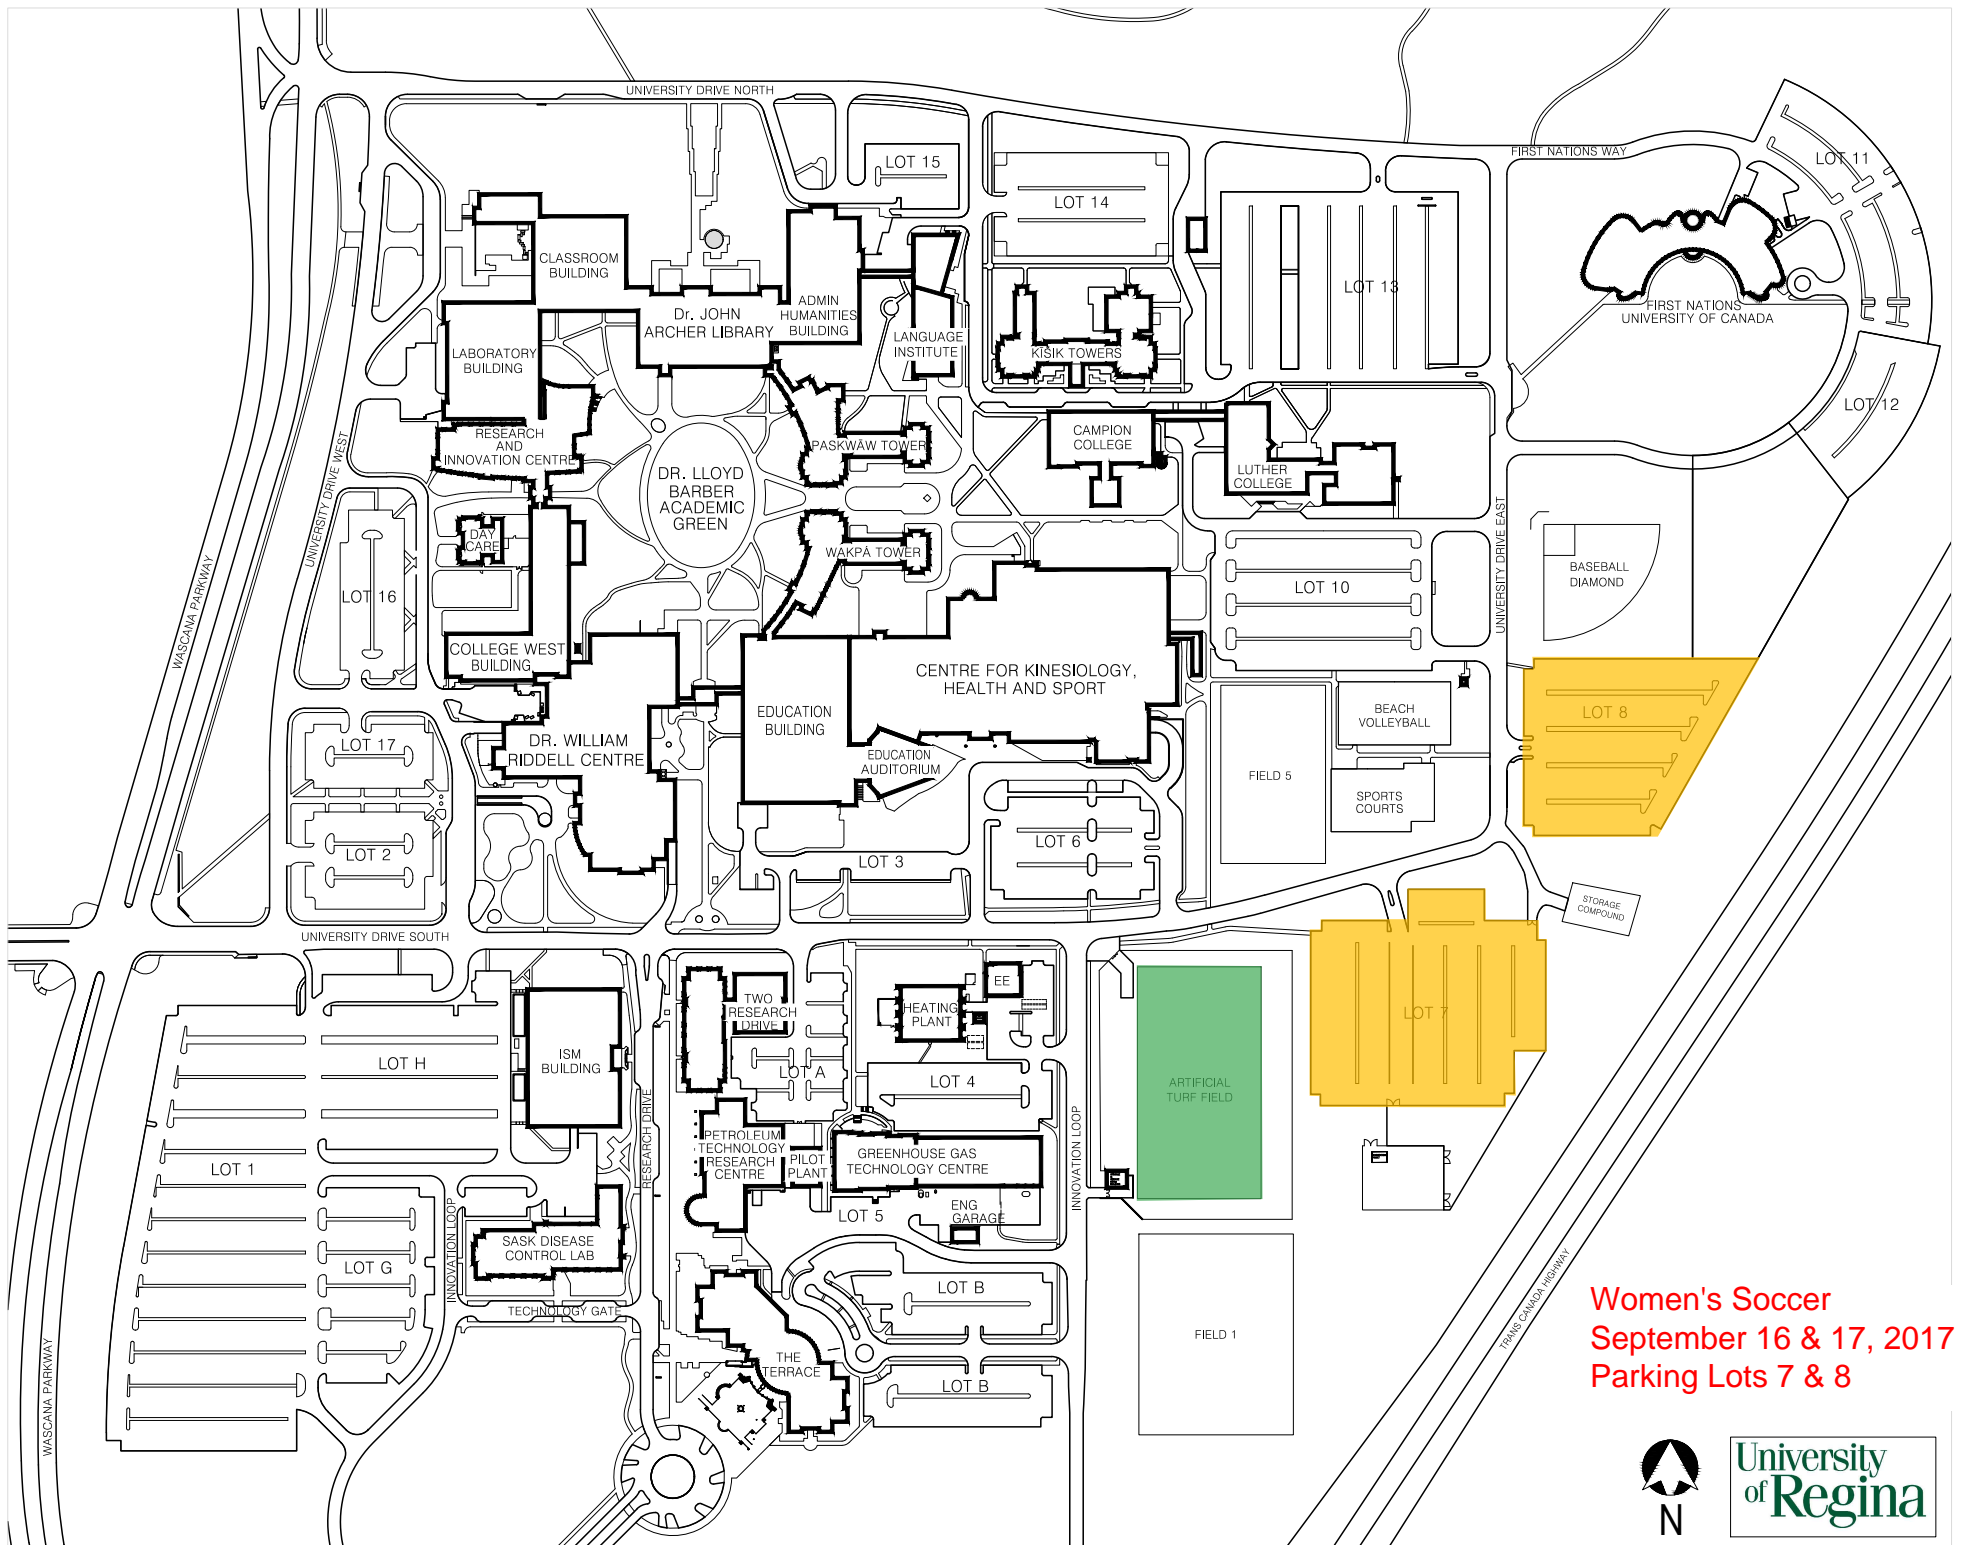 UNIVERSITY DRIVE NORTH
FIRST NATIONS WAY
LOT 15
LOT 11
LOT 14
CLASSROOM
BUILDING
LOT 13
Dr. JOHN
ARCHER LIBRARY
ADMIN
HUMANITIES
BUILDING
FIRST NATIONS
UNIVERSITY OF CANADA
LANGUAGE
INSTITUTE
KĪSIK TOWERS
LABORATORY
BUILDING
LOT 12
RESEARCH
AND
INNOVATION CENTRE
PASKWĀW TOWER
CAMPION
COLLEGE
LUTHER
COLLEGE
DR. LLOYD
BARBER
ACADEMIC
GREEN
UNIVERSITY DRIVE WEST
UNIVERSITY DRIVE EAST
DAY
CARE
WAKPĀ TOWER
BASEBALL
DIAMOND
LOT 16
LOT 10
WASCANA PARKWAY
COLLEGE WEST
BUILDING
CENTRE FOR KINESIOLOGY,
HEALTH AND SPORT
EDUCATION
BUILDING
BEACH
VOLLEYBALL
LOT 8
LOT 17
DR. WILLIAM
RIDDELL CENTRE
EDUCATION
AUDITORIUM
FIELD 5
SPORTS
COURTS
LOT 2
LOT 3
LOT 6
STORAGE
COMPOUND
UNIVERSITY DRIVE SOUTH
TWO
RESEARCH
DRIVE
HEATING
PLANT
EE
LOT 7
ISM
BUILDING
LOT H
LOT A
LOT 4
ARTIFICIAL
TURF FIELD
RESEARCH DRIVE
INNOVATION LOOP
PETROLEUM
TECHNOLOGY
RESEARCH
CENTRE
PILOT
PLANT
GREENHOUSE GAS
TECHNOLOGY CENTRE
LOT 1
LOT 5
ENG
GARAGE
INNOVATION LOOP
SASK DISEASE
CONTROL LAB
LOT G
TECHNOLOGY GATE
LOT B
FIELD 1
TRANS CANADA HIGHWAY
THE
TERRACE
LOT B
WASCANA PARKWAY
Women's Soccer
September 16 & 17, 2017
Parking Lots 7 & 8
N
University
of Regina